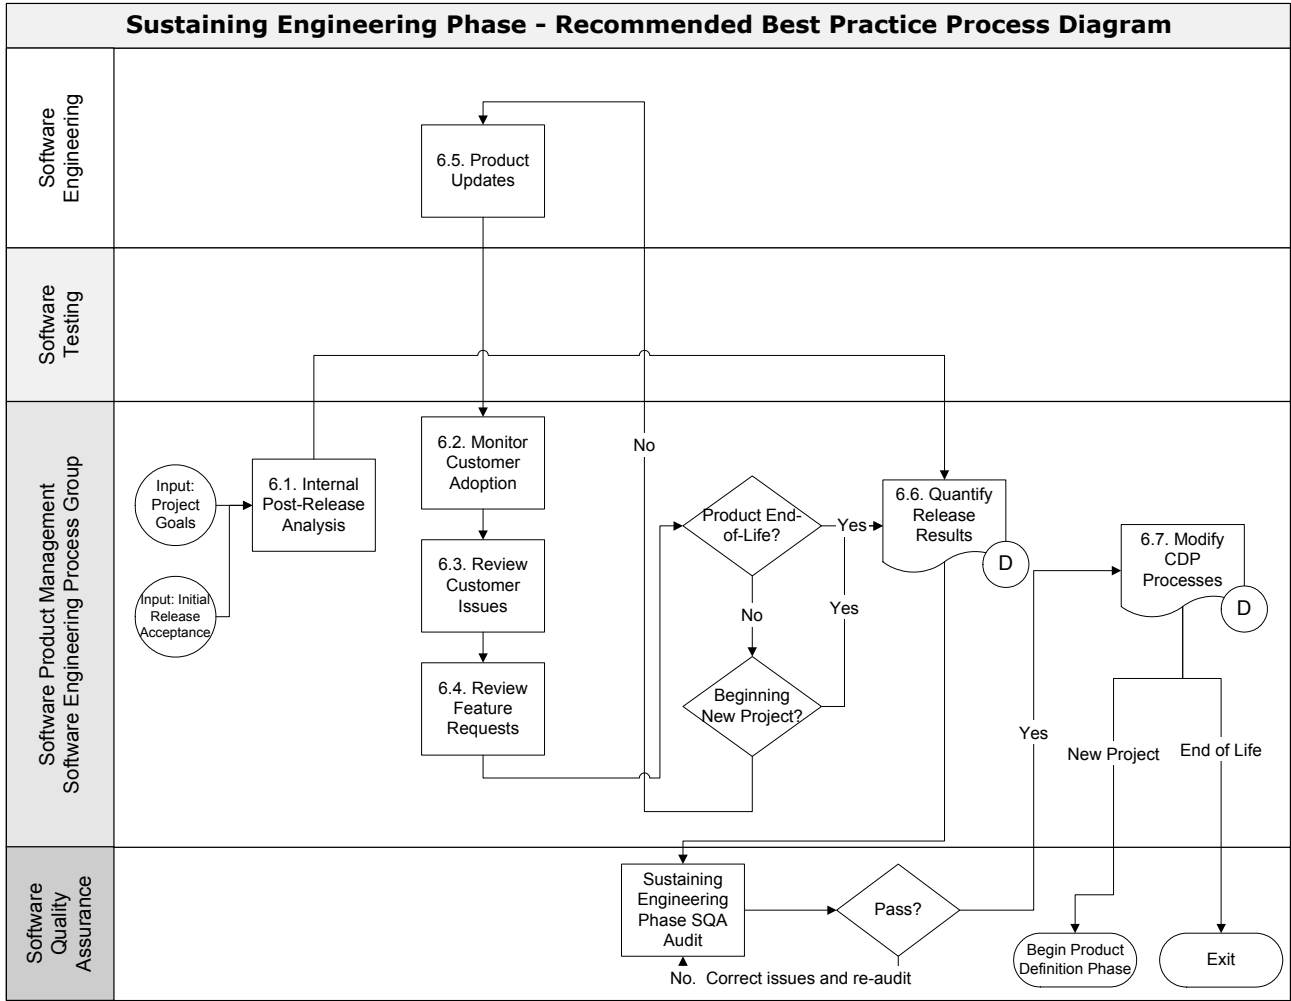 Sustaining Engineering Phase - Recommended Best Practice Process Diagram
Software
Engineering
6.5. Product
Updates
Software
Testing
Software Product Management
Software Engineering Process Group
Input:
Project
Goals
Input: Initial
Release
Acceptance
6.1. Internal
Post-Release
Analysis
6.2. Monitor
Customer
Adoption
6.3. Review
Customer
Issues
6.4. Review
Feature
Requests
No
Product End-
of-Life?
Yes
No
Yes
Beginning
New Project?
6.6. Quantify
Release
Results
D
6.7. Modify
CDP
Processes
D
Yes
New Project
End of Life
Software
Quality
Assurance
Sustaining
Engineering
Phase SQA
Audit
Pass?
No.  Correct issues and re-audit
Begin Product
Definition Phase
Exit